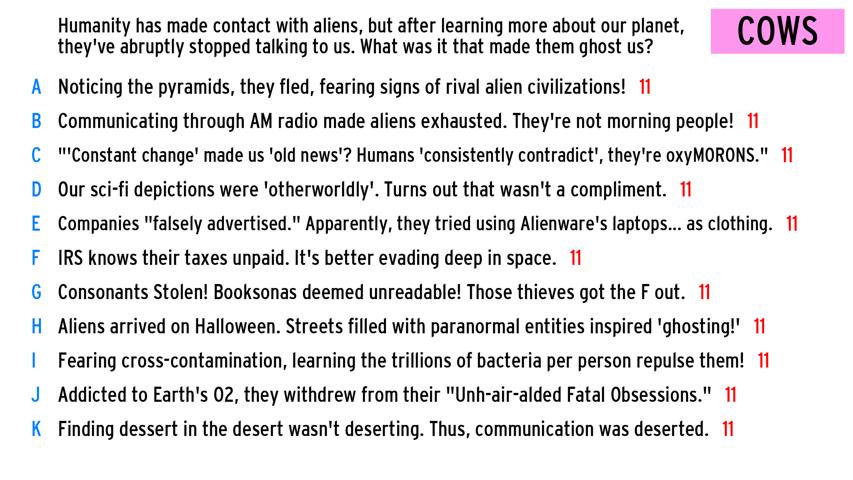 Humanity has made contact with aliens, but after learning more about our planet,
they've abruptly stopped talking to us. What was it that made them ghost us?
COWS
A Noticing the pyramids, they fled, fearing signs of rival alien civilizations! 11
B Communicating through AM radio made aliens exhausted. They're not morning people! 11
C "'Constant change' made us 'old news'? Humans 'consistently contradict', they're oxyMORONS." 11
D Our sci-fi depictions were 'otherworldly'. Turns out that wasn't a compliment. 11
E Companies "falsely advertised." Apparently, they tried using Alienware's laptops... as clothing. 11
F IRS knows their taxes unpaid. It's better evading deep in space. 11
G Consonants Stolen! Booksonas deemed unreadable! Those thieves got the F out. 11
H Aliens arrived on Halloween. Streets filled with paranormal entities inspired 'ghosting!' 11
I Fearing cross-contamination, learning the trillions of bacteria per person repulse them! 11
J Addicted to Earth's O2, they withdrew from their "Unh-air-alded Fatal Obsessions." 11
K Finding dessert in the desert wasn't deserting. Thus, communication was deserted. 11